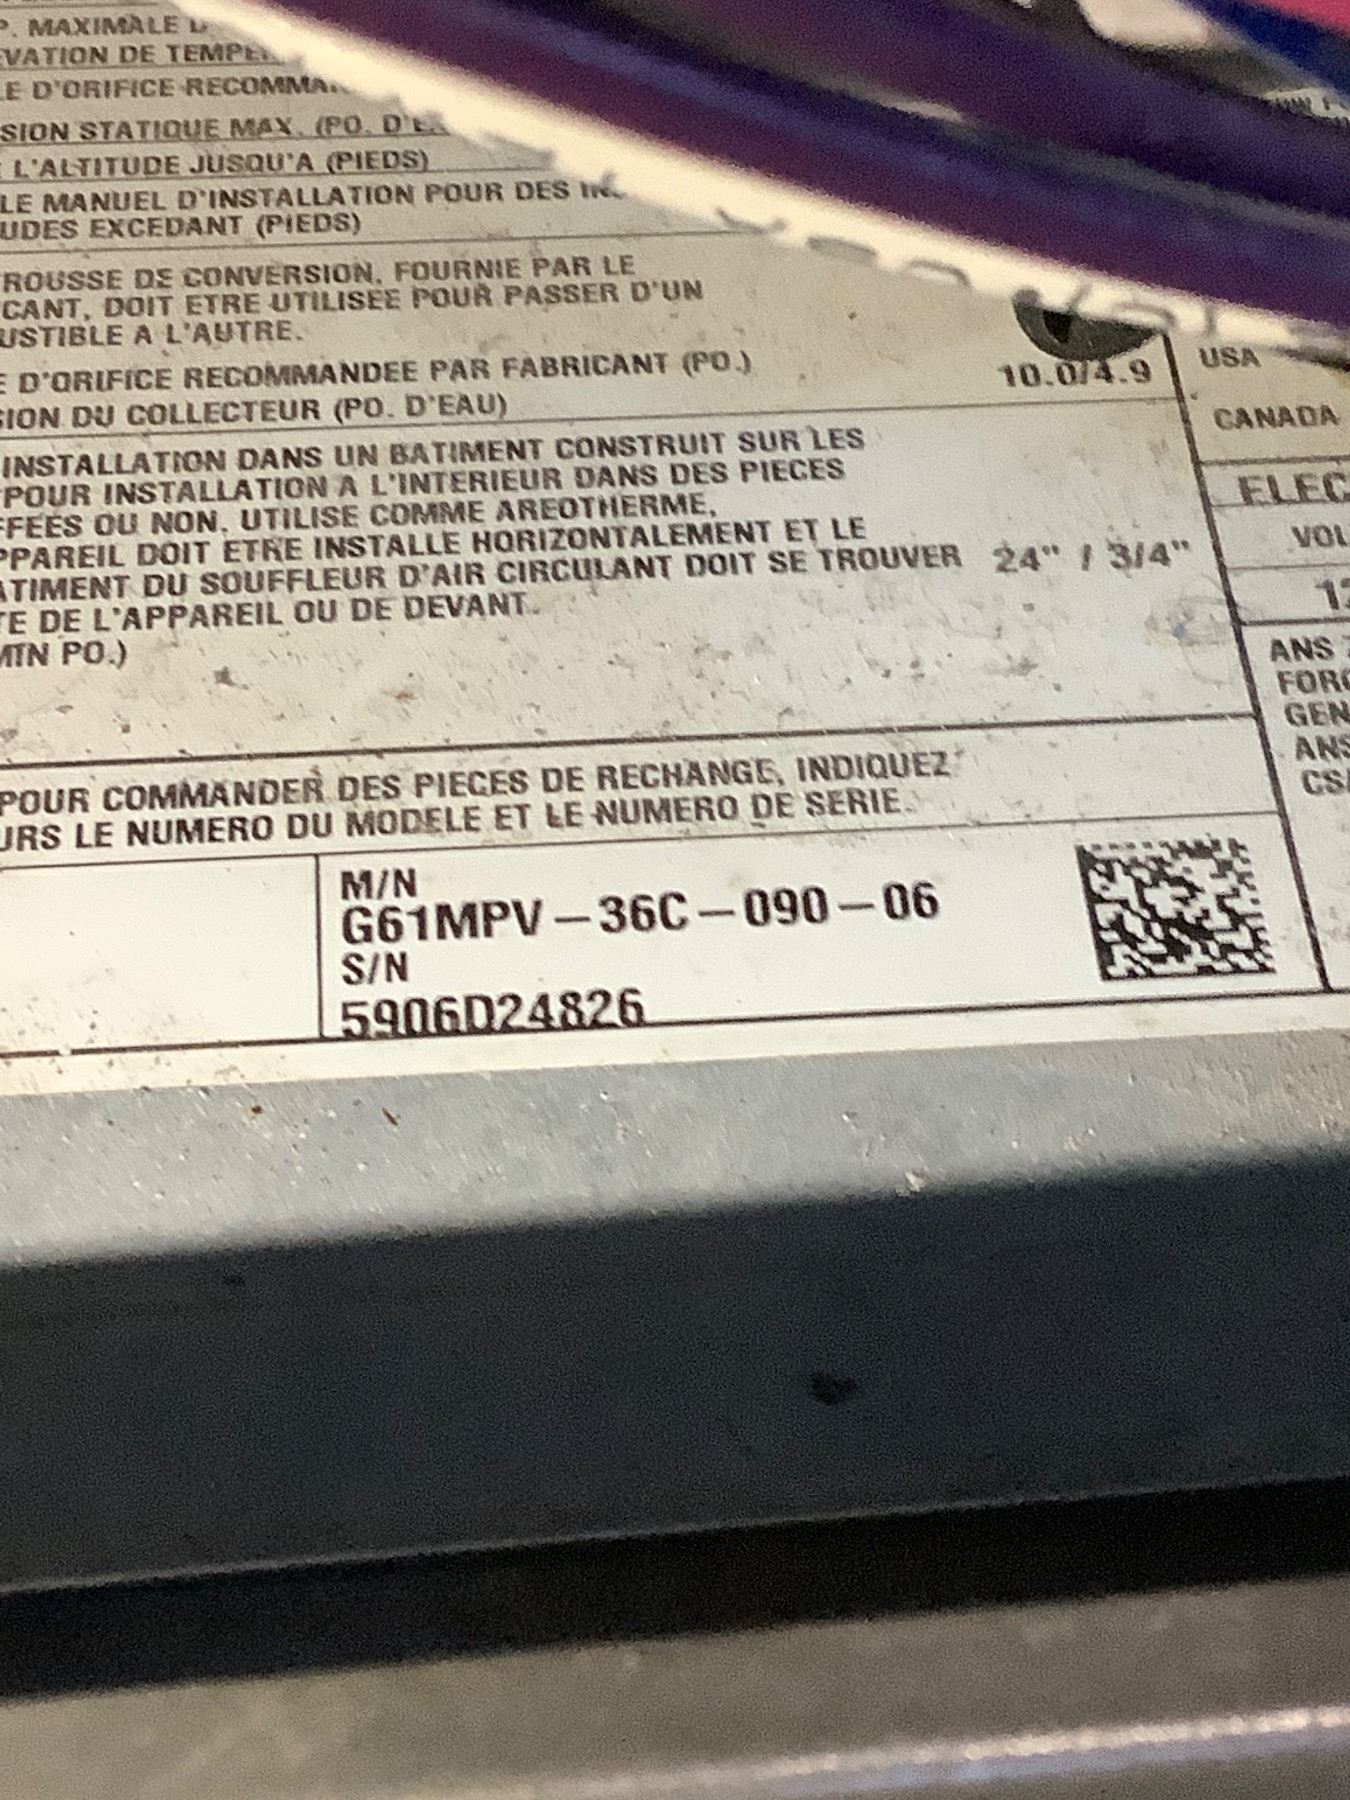 MAXIMALE
VATION DE
E D'ORIFICE RECOMMA
SION STATIQUE MAX. (PO. D'E
L'ALTITUDE JUSQU'A (PIEDS)
LE MANUEL D'INSTALLATION POUR DES
UDES EXCEDANT (PIEDS)
ROUSSE DE CONVERSION, FOURNIE PAR LE
CANT, DOIT ETRE UTILISEE POUR PASSER D'UN
USTIBLE A L'AUTRE.
E D'ORIFICE RECOMMANDEE PAR FABRICANT (PO.)
SION DU COLLECTEUR (PO. D'EAU)
10.0/4.9
INSTALLATION DANS UN BATIMENT CONSTRUIT SUR LES
POUR INSTALLATION A L'INTERIEUR DANS DES PIECES
FFEES OU NON. UTILISE COMME AREOTHERME,
PPAREIL DOIT ETRE INSTALLE HORIZONTALEMENT ET LE
ATIMENT DU SOUFFLEUR D'AIR CIRCULANT DOIT SE TROUVER 24" / 3/4"
TE DE L'APPAREIL OU DE DEVANT.
MTN PO.)
POUR COMMANDER DES PIECES DE RECHANGE, INDIQUEZ
URS LE NUMERO DU MODELE ET LE NUMERO DE SERIE.
M/N
G61MPV-36C-090-06
S/N
5906D24826
USA
CANADA
ELEC
VOL
12
ANS
FORC
GEN
ANS
CSA